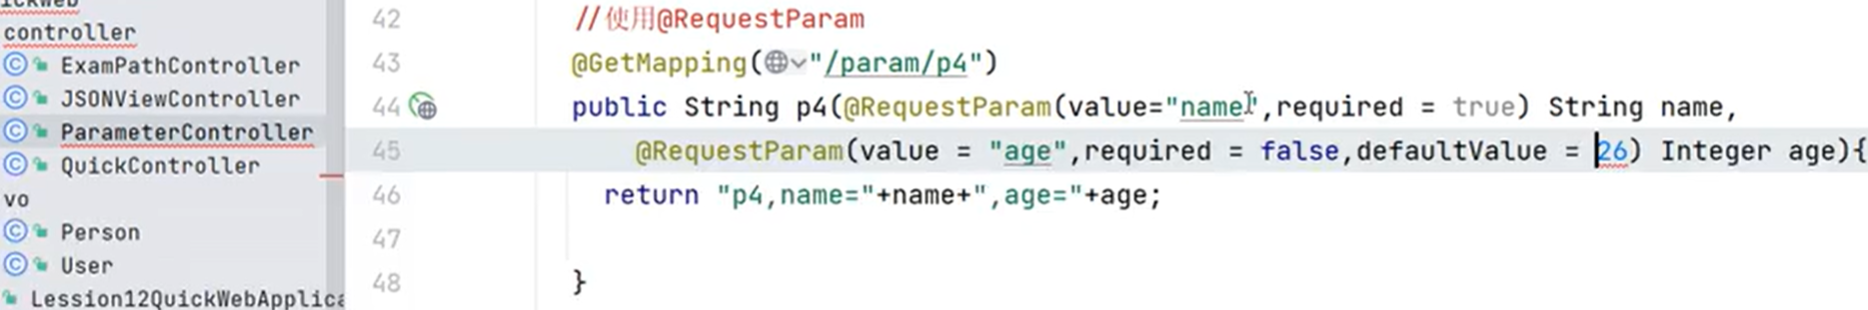 controller
ExamPathController
JSONViewController
ParameterController
QuickController
vo
Person
User
Lession12QuickWebApplica
42 //使用@RequestParam
43 @GetMapping("/param/p4")
44 public String p4(@RequestParam(value="name",required = true) String name,
45 @RequestParam(value = "age",required = false,defaultValue = 26) Integer age){
46 return "p4,name="+name+",age="+age;
47
48 }